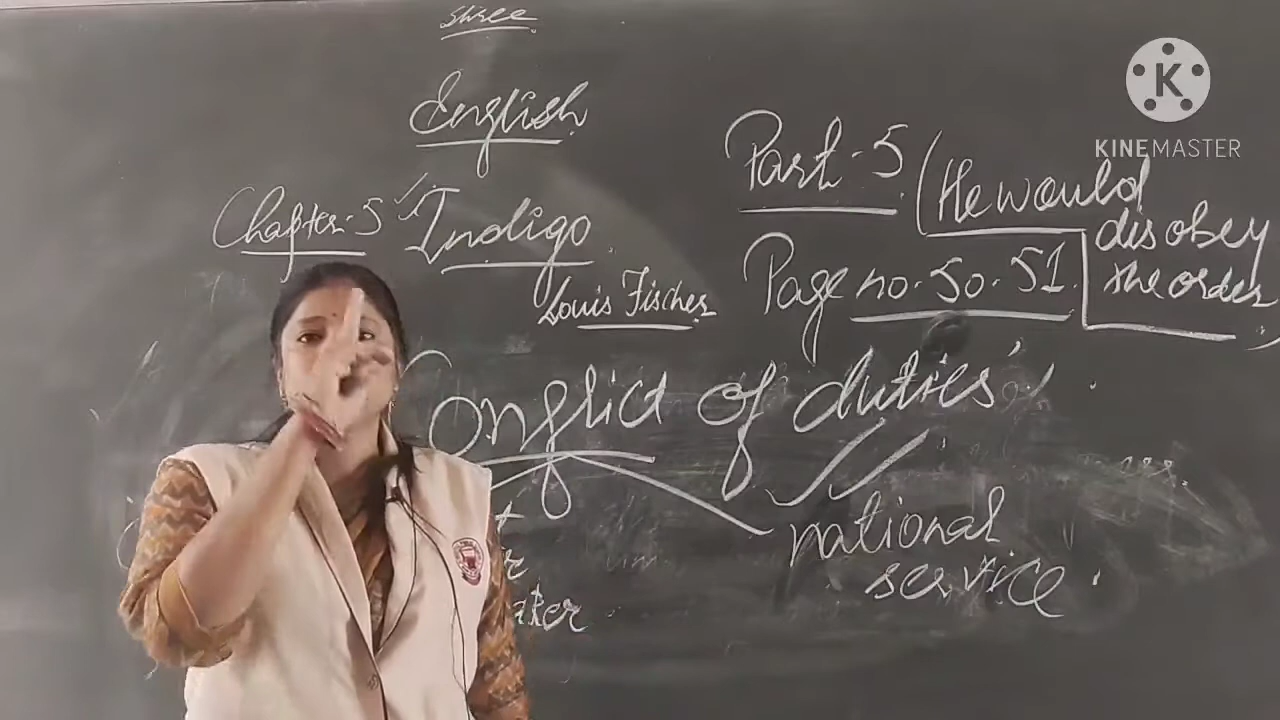 Shree
English
Chapter-5 Indigo
Louis Fischer
Part-5 (He would
disobey
the order)
Page no. 50-51
Conflict of duties'
national
service
KINEMASTER